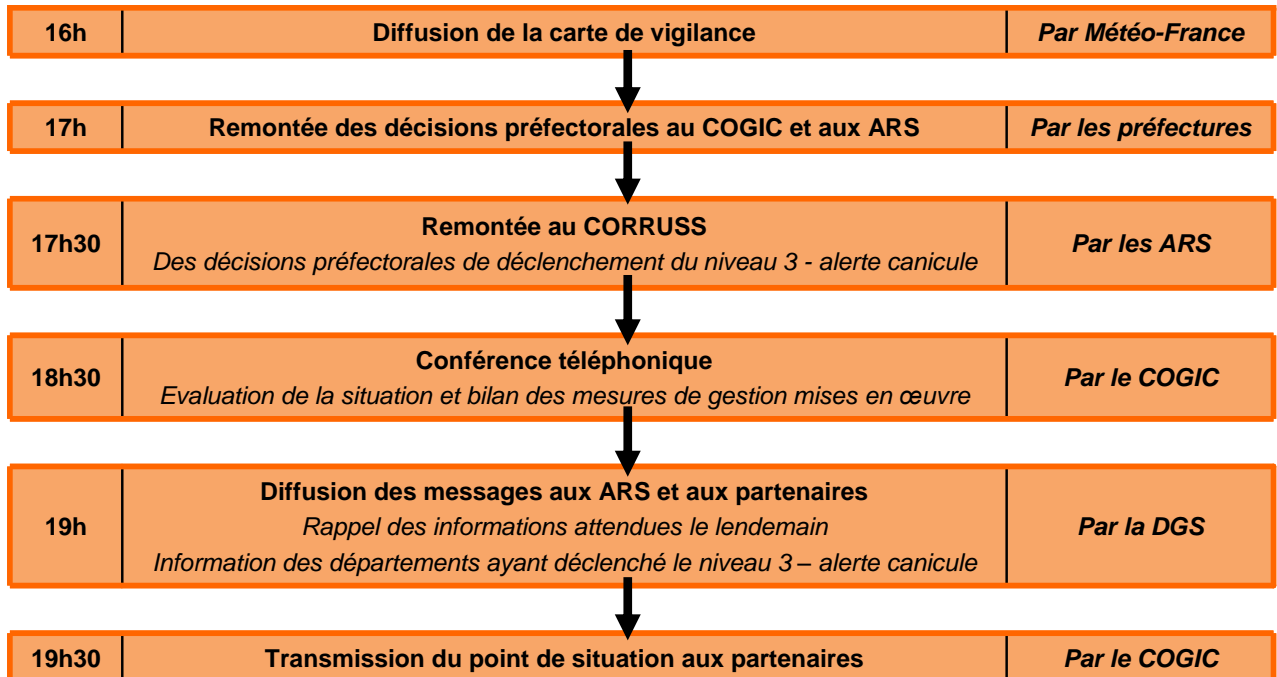 16h Diffusion de la carte de vigilance Par Météo-France
17h Remontée des décisions préfectorales au COGIC et aux ARS Par les préfectures
Remontée au CORRUSS
17h30 Par les ARS
Des décisions préfectorales de déclenchement du niveau 3 - alerte canicule
Conférence téléphonique
18h30 Par le COGIC
Evaluation de la situation et bilan des mesures de gestion mises en œuvre
Diffusion des messages aux ARS et aux partenaires
19h Rappel des informations attendues le lendemain Par la DGS
Information des départements ayant déclenché le niveau 3 – alerte canicule
19h30 Transmission du point de situation aux partenaires Par le COGIC